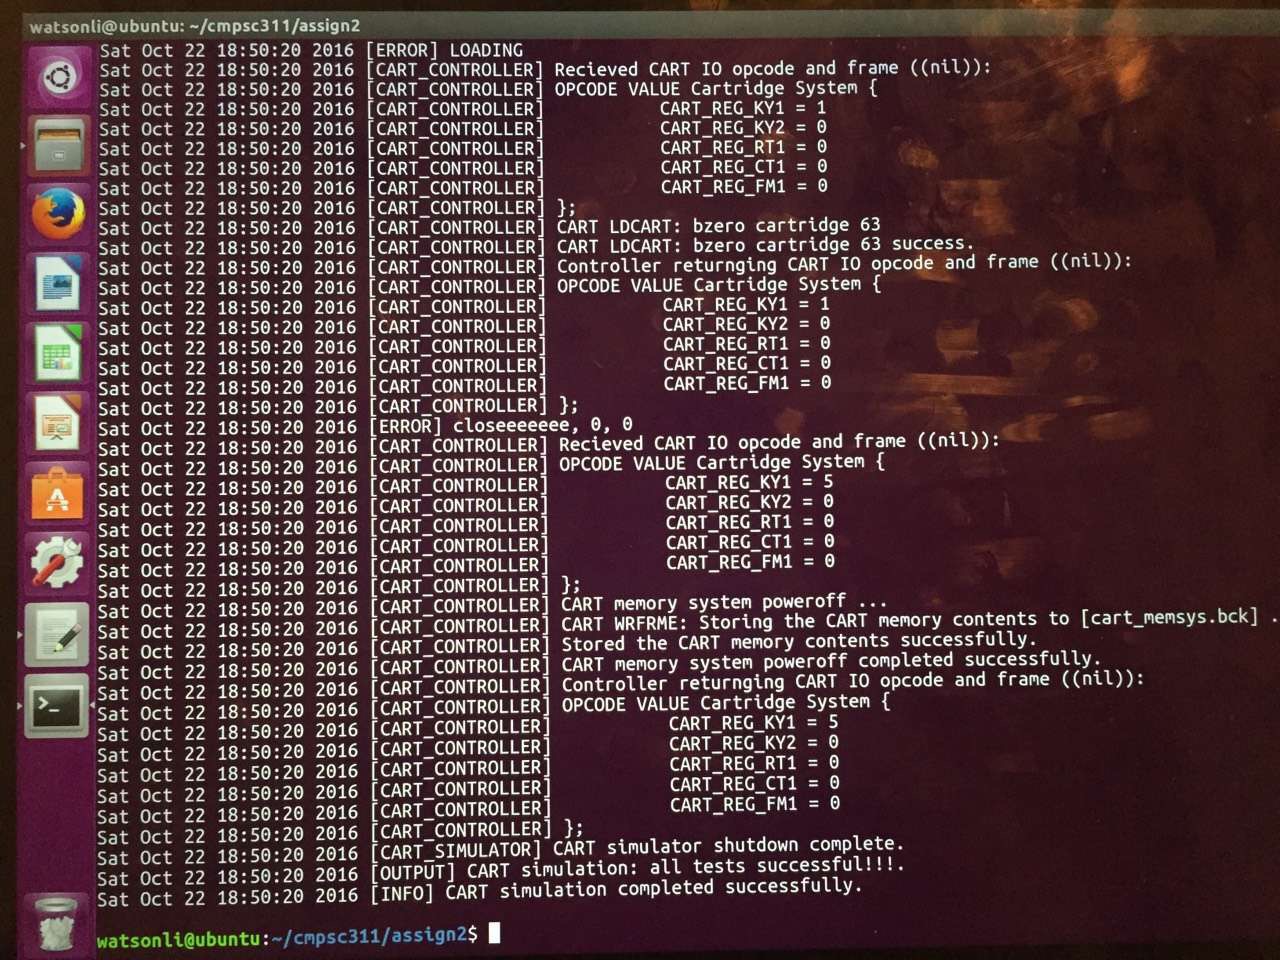 watsonli@ubuntu: ~/cmpsc311/assign2
Sat Oct 22 18:50:20 2016 [ERROR] LOADING
Sat Oct 22 18:50:20 2016 [CART_CONTROLLER] Recieved CART IO opcode and frame ((nil)):
Sat Oct 22 18:50:20 2016 [CART_CONTROLLER] OPCODE VALUE Cartridge System {
Sat Oct 22 18:50:20 2016 [CART_CONTROLLER] CART_REG_KY1 = 1
Sat Oct 22 18:50:20 2016 [CART_CONTROLLER] CART_REG_KY2 = 0
Sat Oct 22 18:50:20 2016 [CART_CONTROLLER] CART_REG_RT1 = 0
Sat Oct 22 18:50:20 2016 [CART_CONTROLLER] CART_REG_CT1 = 0
Sat Oct 22 18:50:20 2016 [CART_CONTROLLER] CART_REG_FM1 = 0
Sat Oct 22 18:50:20 2016 [CART_CONTROLLER] };
Sat Oct 22 18:50:20 2016 [CART_CONTROLLER] CART LDCART: bzero cartridge 63
Sat Oct 22 18:50:20 2016 [CART_CONTROLLER] CART LDCART: bzero cartridge 63 success.
Sat Oct 22 18:50:20 2016 [CART_CONTROLLER] Controller returnging CART IO opcode and frame ((nil)):
Sat Oct 22 18:50:20 2016 [CART_CONTROLLER] OPCODE VALUE Cartridge System {
Sat Oct 22 18:50:20 2016 [CART_CONTROLLER] CART_REG_KY1 = 1
Sat Oct 22 18:50:20 2016 [CART_CONTROLLER] CART_REG_KY2 = 0
Sat Oct 22 18:50:20 2016 [CART_CONTROLLER] CART_REG_RT1 = 0
Sat Oct 22 18:50:20 2016 [CART_CONTROLLER] CART_REG_CT1 = 0
Sat Oct 22 18:50:20 2016 [CART_CONTROLLER] CART_REG_FM1 = 0
Sat Oct 22 18:50:20 2016 [CART_CONTROLLER] };
Sat Oct 22 18:50:20 2016 [ERROR] closeeeeeee, 0, 0
Sat Oct 22 18:50:20 2016 [CART_CONTROLLER] Recieved CART IO opcode and frame ((nil)):
Sat Oct 22 18:50:20 2016 [CART_CONTROLLER] OPCODE VALUE Cartridge System {
Sat Oct 22 18:50:20 2016 [CART_CONTROLLER] CART_REG_KY1 = 5
Sat Oct 22 18:50:20 2016 [CART_CONTROLLER] CART_REG_KY2 = 0
Sat Oct 22 18:50:20 2016 [CART_CONTROLLER] CART_REG_RT1 = 0
Sat Oct 22 18:50:20 2016 [CART_CONTROLLER] CART_REG_CT1 = 0
Sat Oct 22 18:50:20 2016 [CART_CONTROLLER] CART_REG_FM1 = 0
Sat Oct 22 18:50:20 2016 [CART_CONTROLLER] };
Sat Oct 22 18:50:20 2016 [CART_CONTROLLER] CART memory system poweroff ...
Sat Oct 22 18:50:20 2016 [CART_CONTROLLER] CART WRFRME: Storing the CART memory contents to [cart_memsys.bck] .
Sat Oct 22 18:50:20 2016 [CART_CONTROLLER] Stored the CART memory contents successfully.
Sat Oct 22 18:50:20 2016 [CART_CONTROLLER] CART memory system poweroff completed successfully.
Sat Oct 22 18:50:20 2016 [CART_CONTROLLER] Controller returnging CART IO opcode and frame ((nil)):
Sat Oct 22 18:50:20 2016 [CART_CONTROLLER] OPCODE VALUE Cartridge System {
Sat Oct 22 18:50:20 2016 [CART_CONTROLLER] CART_REG_KY1 = 5
Sat Oct 22 18:50:20 2016 [CART_CONTROLLER] CART_REG_KY2 = 0
Sat Oct 22 18:50:20 2016 [CART_CONTROLLER] CART_REG_RT1 = 0
Sat Oct 22 18:50:20 2016 [CART_CONTROLLER] CART_REG_CT1 = 0
Sat Oct 22 18:50:20 2016 [CART_CONTROLLER] CART_REG_FM1 = 0
Sat Oct 22 18:50:20 2016 [CART_CONTROLLER] };
Sat Oct 22 18:50:20 2016 [CART_SIMULATOR] CART simulator shutdown complete.
Sat Oct 22 18:50:20 2016 [OUTPUT] CART simulation: all tests successful!!!.
Sat Oct 22 18:50:20 2016 [INFO] CART simulation completed successfully.
watsonli@ubuntu:~/cmpsc311/assign2$